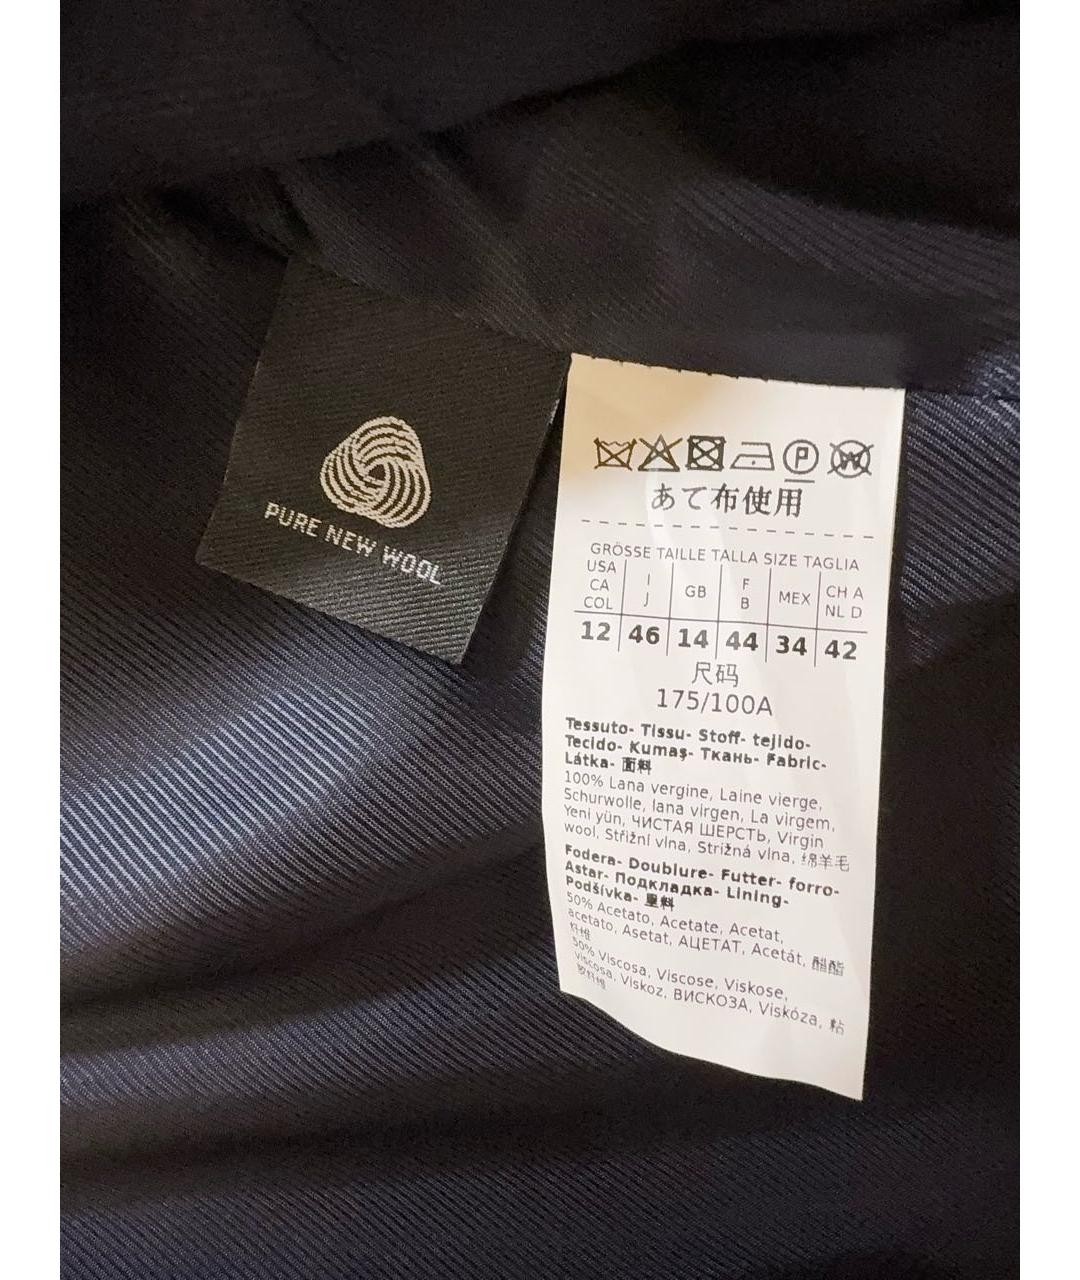 PURE NEW WOOL
あて布使用
GRÖSSE TAILLE TALLA SIZE TAGLIA
USA CA COL I J GB F B MEX CH A NL D
12 46 14 44 34 42
尺码
175/100A
Tessuto- Tissu- Stoff- tejido-
Tecido- Kumaş- Ткань- Fabric-
Látka- 面料
100% Lana vergine, Laine vierge,
Schurwolle, lana virgen, La virgem,
Yeni yün, ЧИСТАЯ ШЕРСТЬ, Virgin
wool, Střižní vlna, Strižná vlna, 绵羊毛
Fodera- Doublure- Futter- forro-
Astar- Подкладка- Lining-
Podšívka- 里料
50% Acetato, Acetate, Acetat,
acetato, Asetat, АЦЕТАТ, Acetát, 醋酯
纤维
50% Viscosa, Viscose, Viskose,
viscosa, Viskoz, ВИСКОЗА, Viskóza, 粘
胶纤维